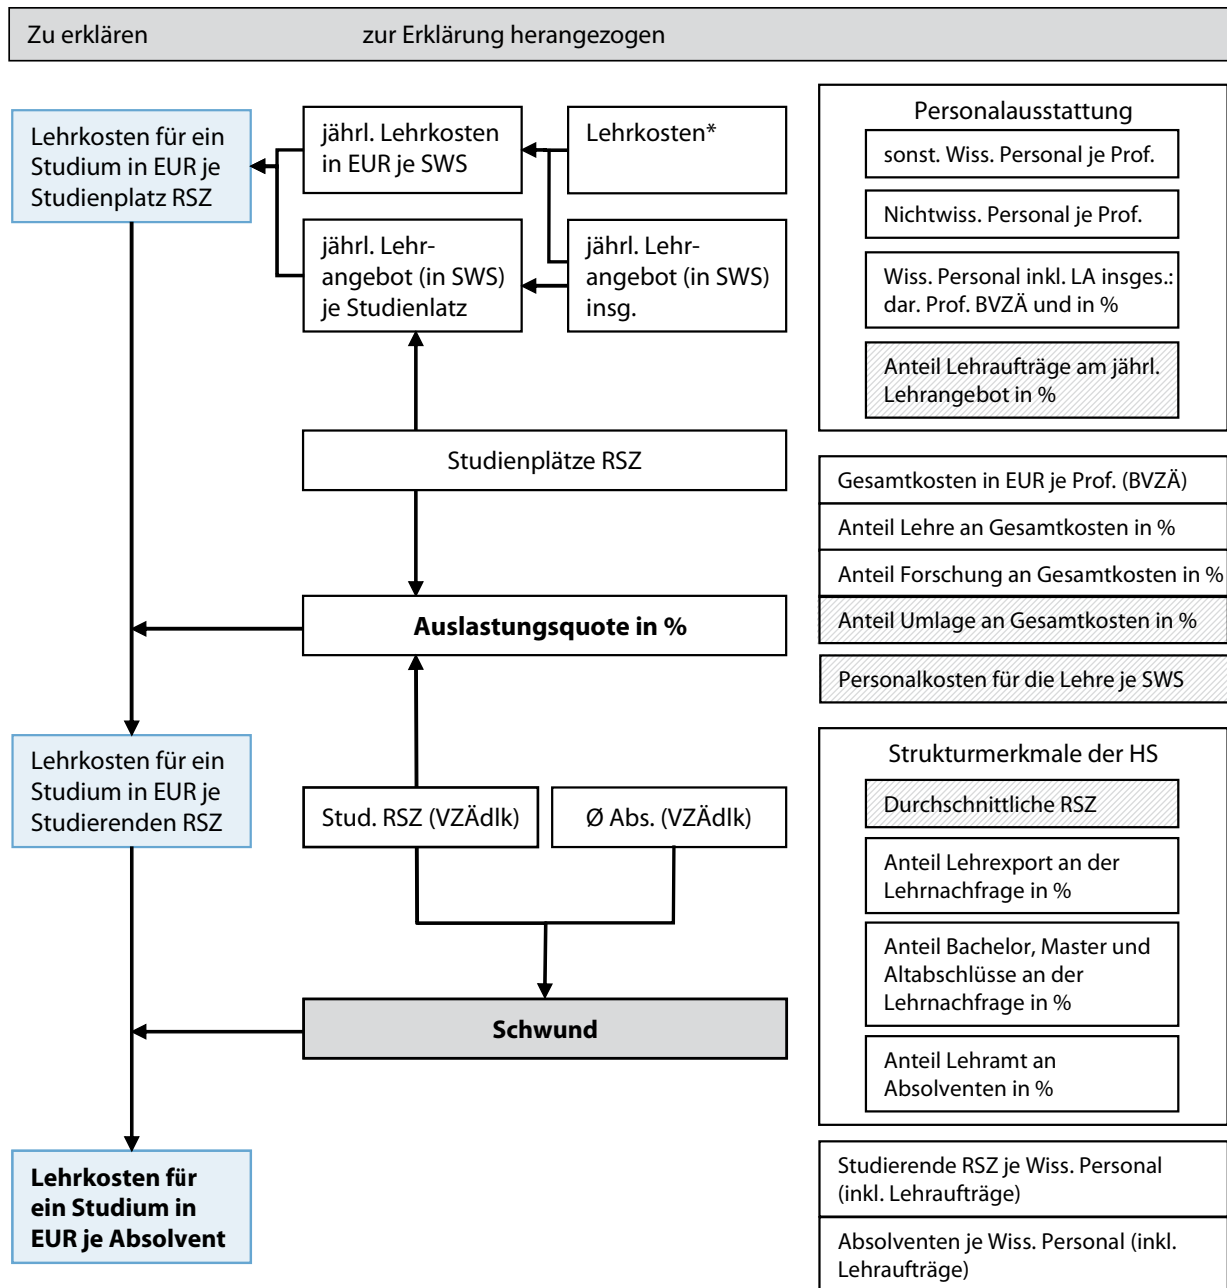 Zu erklären
zur Erklärung herangezogen
Lehrkosten für ein
Studium in EUR je
Studienplatz RSZ
jährl. Lehrkosten
in EUR je SWS
Lehrkosten*
jährl. Lehr-
angebot (in SWS)
je Studienlatz
jährl. Lehr-
angebot (in SWS)
insg.
Studienplätze RSZ
Auslastungsquote in %
Lehrkosten für ein
Studium in EUR je
Studierenden RSZ
Stud. RSZ (VZÄdlk)
Ø Abs. (VZÄdlk)
Schwund
Lehrkosten für
ein Studium in
EUR je Absolvent
Personalausstattung
sonst. Wiss. Personal je Prof.
Nichtwiss. Personal je Prof.
Wiss. Personal inkl. LA insges.:
dar. Prof. BVZÄ und in %
Anteil Lehraufträge am jährl.
Lehrangebot in %
Gesamtkosten in EUR je Prof. (BVZÄ)
Anteil Lehre an Gesamtkosten in %
Anteil Forschung an Gesamtkosten in %
Anteil Umlage an Gesamtkosten in %
Personalkosten für die Lehre je SWS
Strukturmerkmale der HS
Durchschnittliche RSZ
Anteil Lehrexport an der
Lehrnachfrage in %
Anteil Bachelor, Master und
Altabschlüsse an der
Lehrnachfrage in %
Anteil Lehramt an
Absolventen in %
Studierende RSZ je Wiss. Personal
(inkl. Lehraufträge)
Absolventen je Wiss. Personal (inkl.
Lehraufträge)